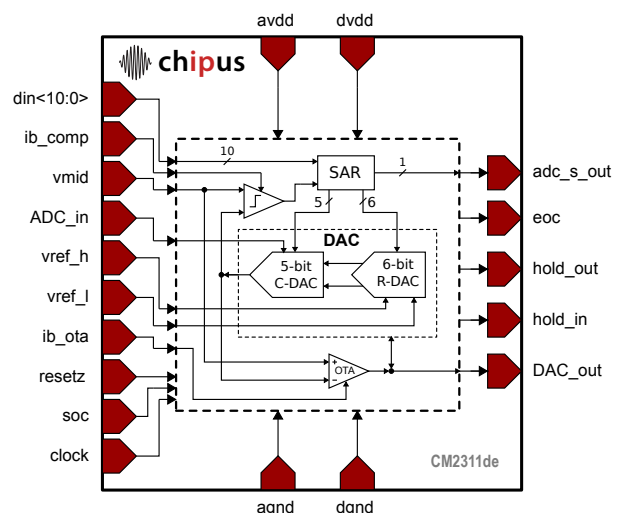 avdd
dvdd
chipus
din<10:0>
ib_comp
vmid
ADC_in
vref_h
vref_l
ib_ota
resetz
soc
clock
10
SAR
1
5
6
DAC
5-bit
C-DAC
6-bit
R-DAC
+
OTA
−
adc_s_out
eoc
hold_out
hold_in
DAC_out
CM2311de
agnd
dgnd